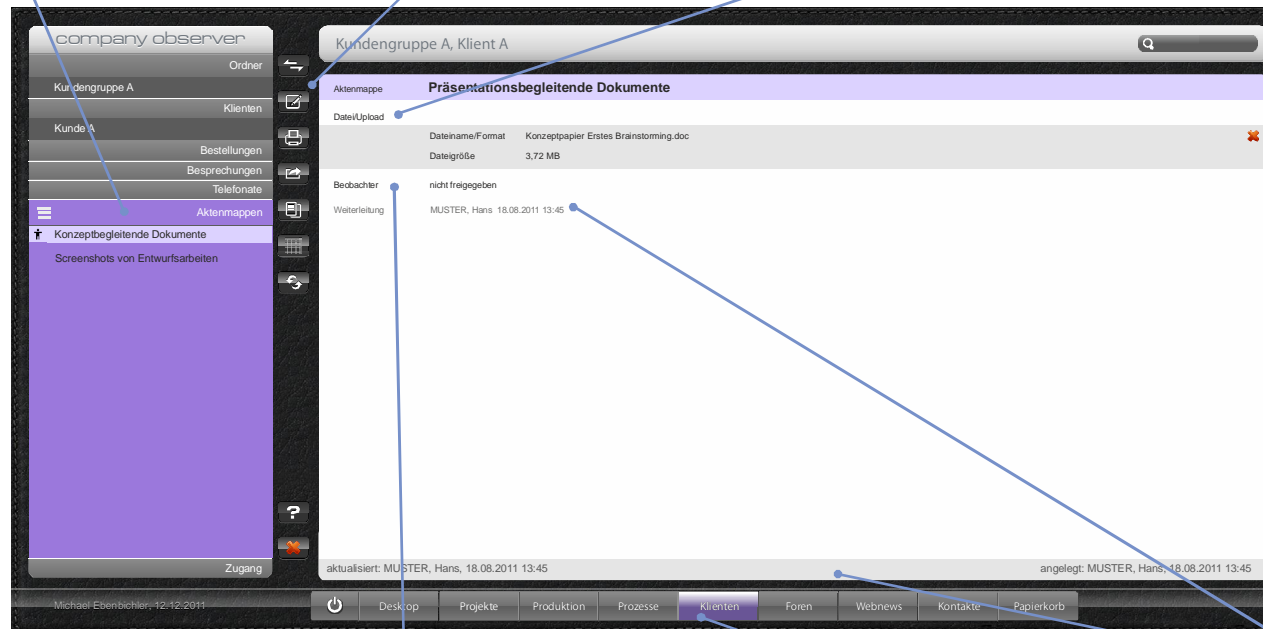 company observer
Ordner
Kundengruppe A
Klienten
Kunde A
Bestellungen
Besprechungen
Telefonate
Aktenmappen
Konzeptbegleitende Dokumente
Screenshots von Entwurfsarbeiten
Zugang
Kundengruppe A, Klient A
Aktenmappe Präsentationsbegleitende Dokumente
Datei/Upload
Dateiname/Format Konzeptpapier Erstes Brainstorming.doc
Dateigröße 3,72 MB
Beobachter nicht freigegeben
Weiterleitung MUSTER, Hans 18.08.2011 13:45
?
aktualisiert: MUSTER, Hans, 18.08.2011 13:45 angelegt: MUSTER, Hans, 18.08.2011 13:45
Michael Ebenbichler, 12.12.2011
Desktop Projekte Produktion Prozesse Klienten Foren Webnews Kontakte Papierkorb